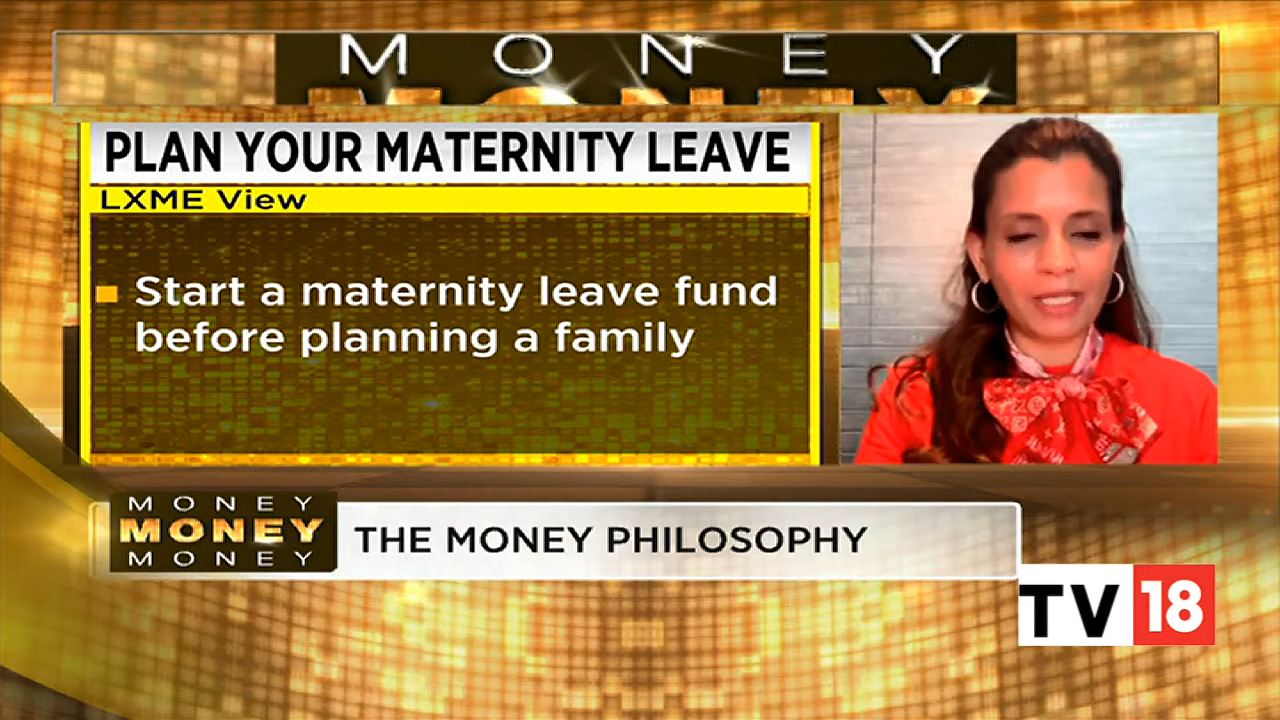 MONEY
MONEY
PLAN YOUR MATERNITY LEAVE
LXME View
Start a maternity leave fund
before planning a family
MONEY
MONEY
MONEY
THE MONEY PHILOSOPHY
TV18